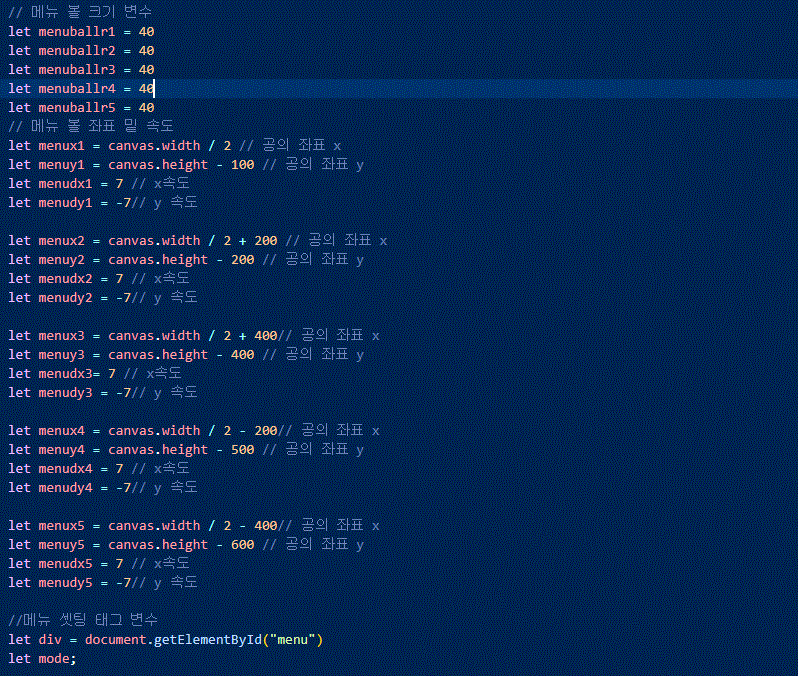 // 메뉴 볼 크기 변수
let menuballr1 = 40
let menuballr2 = 40
let menuballr3 = 40
let menuballr4 = 40
let menuballr5 = 40
// 메뉴 볼 좌표 밑 속도
let menux1 = canvas.width / 2 // 공의 좌표 x
let menuy1 = canvas.height - 100 // 공의 좌표 y
let menudx1 = 7 // x속도
let menudy1 = -7// y 속도
let menux2 = canvas.width / 2 + 200 // 공의 좌표 x
let menuy2 = canvas.height - 200 // 공의 좌표 y
let menudx2 = 7 // x속도
let menudy2 = -7// y 속도
let menux3 = canvas.width / 2 + 400// 공의 좌표 x
let menuy3 = canvas.height - 400 // 공의 좌표 y
let menudx3= 7 // x속도
let menudy3 = -7// y 속도
let menux4 = canvas.width / 2 - 200// 공의 좌표 x
let menuy4 = canvas.height - 500 // 공의 좌표 y
let menudx4 = 7 // x속도
let menudy4 = -7// y 속도
let menux5 = canvas.width / 2 - 400// 공의 좌표 x
let menuy5 = canvas.height - 600 // 공의 좌표 y
let menudx5 = 7 // x속도
let menudy5 = -7// y 속도
//메뉴 셋팅 태그 변수
let div = document.getElementById("menu")
let mode;